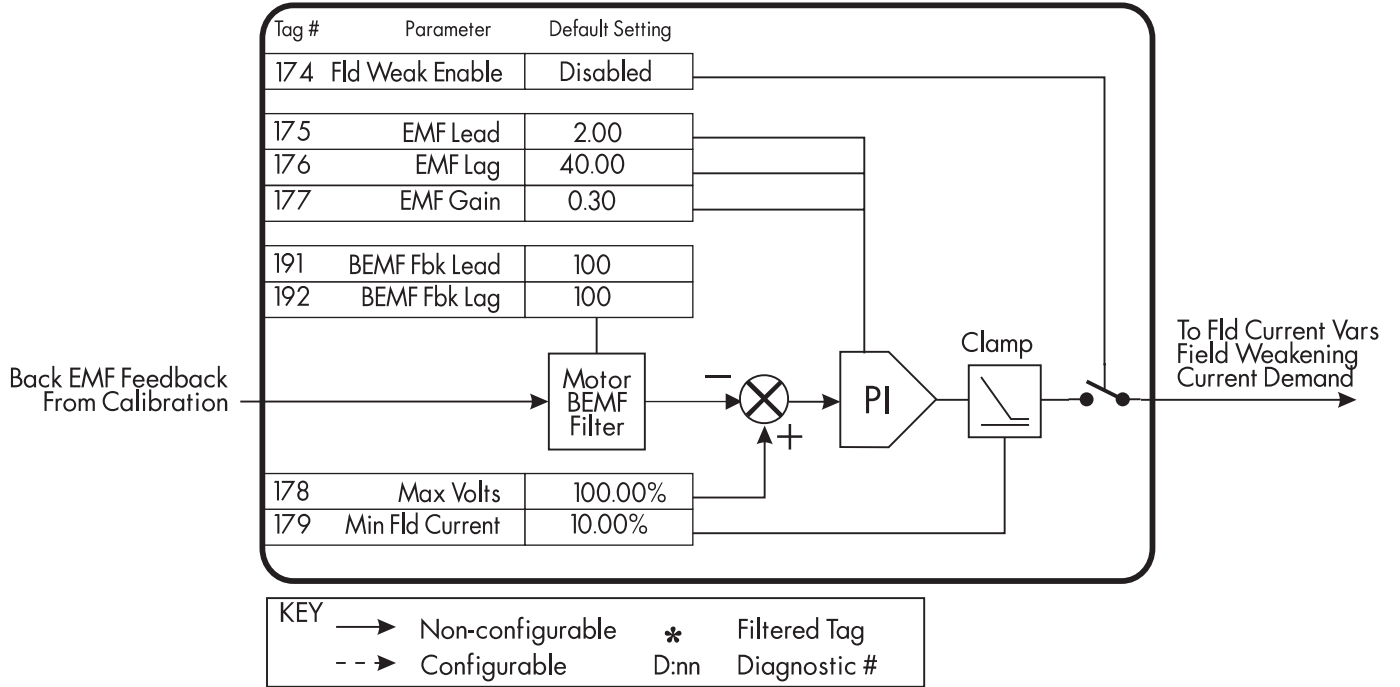 Tag # Parameter Default Setting
174 Fld Weak Enable Disabled
175 EMF Lead 2.00
176 EMF Lag 40.00
177 EMF Gain 0.30
191 BEMF Fbk Lead 100
192 BEMF Fbk Lag 100
Back EMF Feedback
From Calibration
Motor
BEMF
Filter
−
+
PI
Clamp
To Fld Current Vars
Field Weakening
Current Demand
178 Max Volts 100.00%
179 Min Fld Current 10.00%
KEY
Non-configurable * Filtered Tag
Configurable D:nn Diagnostic #